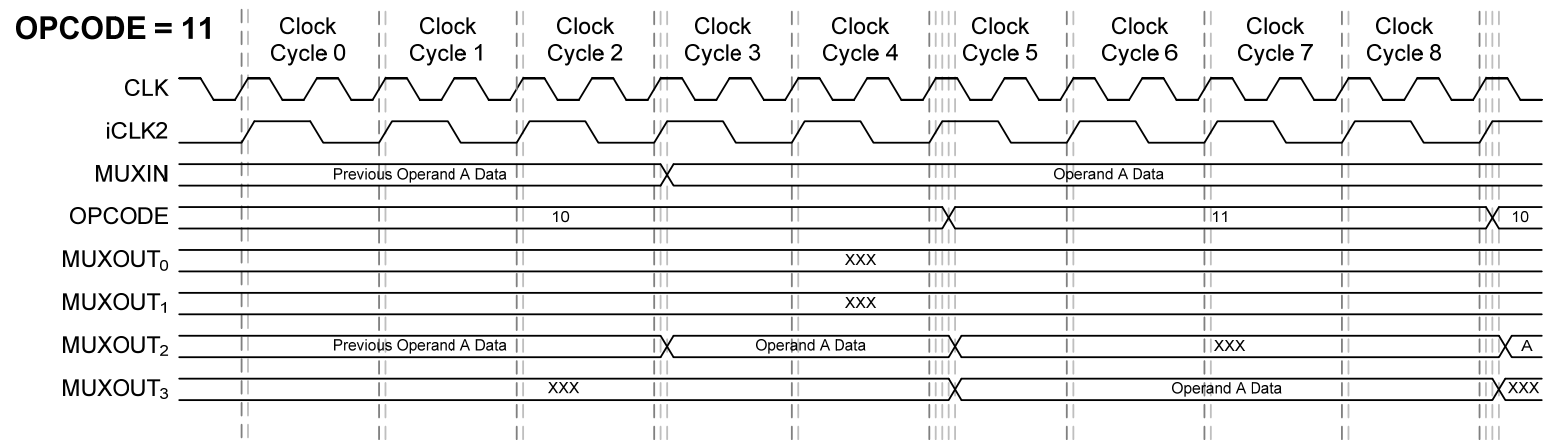 OPCODE = 11
Clock Cycle 0
Clock Cycle 1
Clock Cycle 2
Clock Cycle 3
Clock Cycle 4
Clock Cycle 5
Clock Cycle 6
Clock Cycle 7
Clock Cycle 8
CLK
iCLK2
MUXIN Previous Operand A Data Operand A Data
OPCODE 10 11 10
MUXOUT0 XXX
MUXOUT1 XXX
MUXOUT2 Previous Operand A Data Operand A Data XXX A
MUXOUT3 XXX Operand A Data XXX